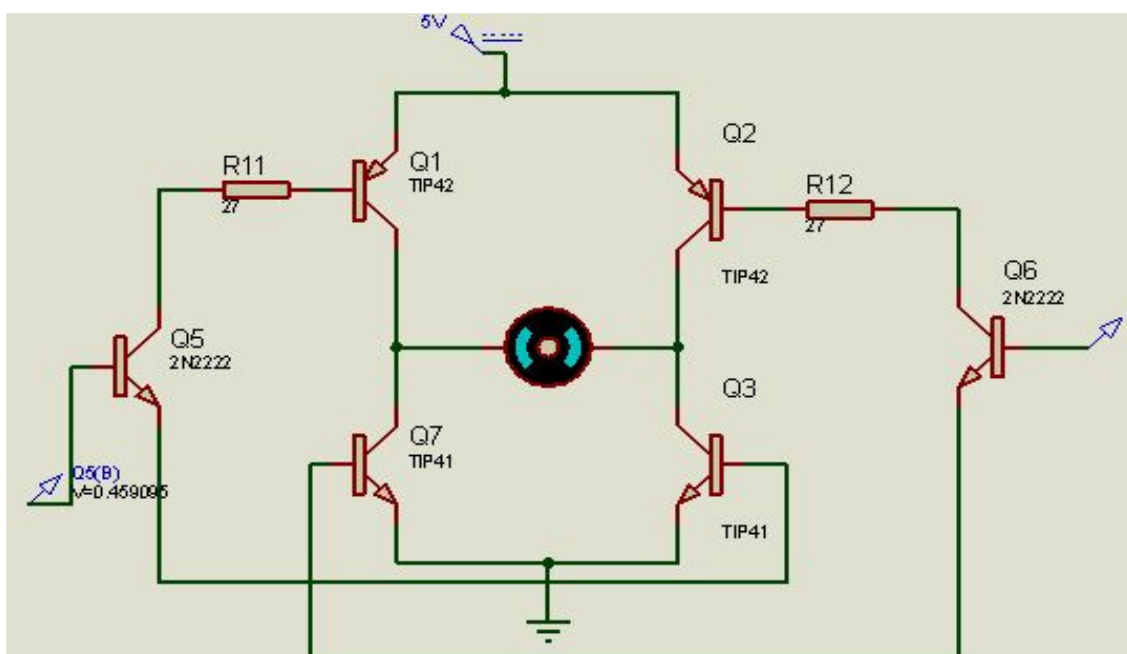 5V
Q1
TIP42
Q2
R11
27
R12
27
TIP42
Q6
2N2222
Q5
2N2222
Q3
Q7
TIP41
Q5(B)
V=0.459095
TIP41